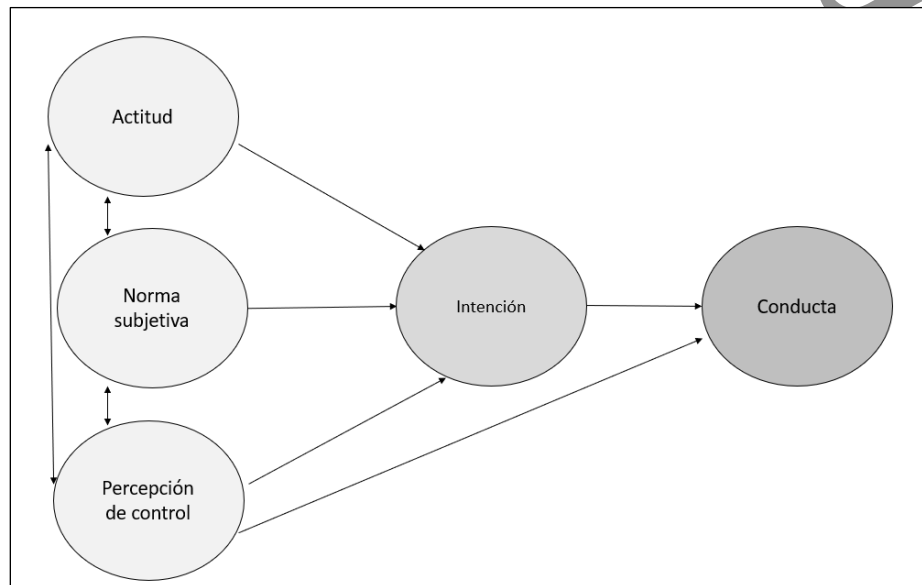 Actitud
Norma
subjetiva
Percepción
de control
Intención
Conducta